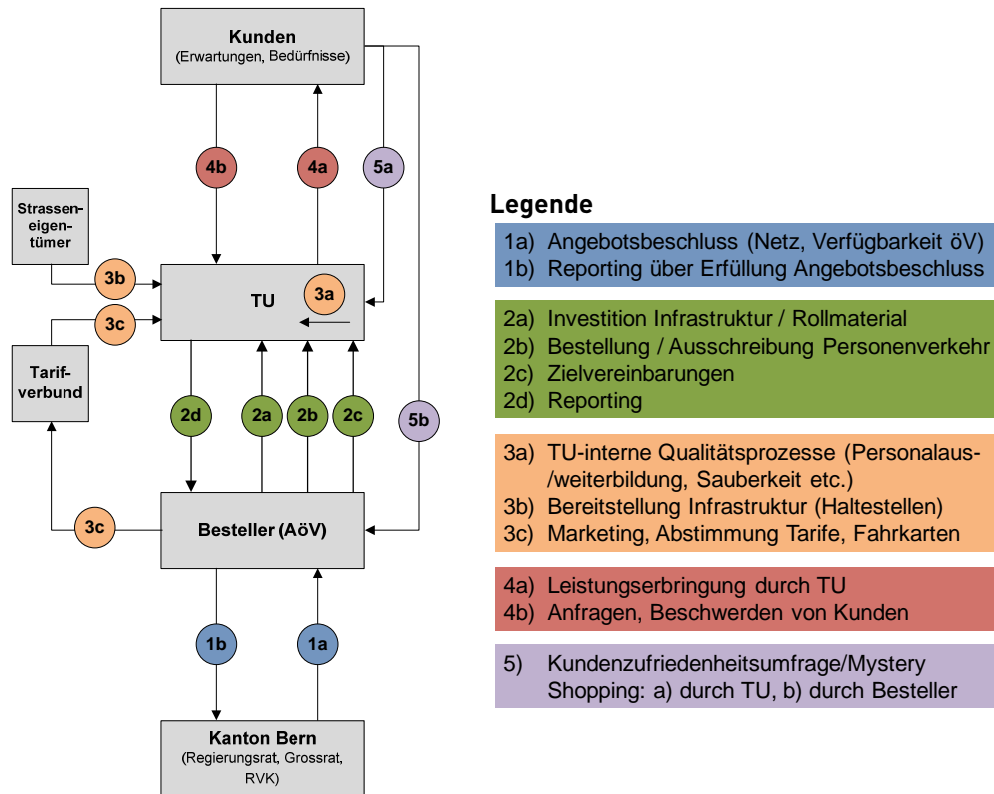 Kunden
(Erwartungen, Bedürfnisse)
4b
4a
5a
Strassen-
eigen-
tümer
3b
3a
TU
3c
Tarif-
verbund
2d
2a
2b
2c
5b
3c
Besteller (AöV)
1b
1a
Kanton Bern
(Regierungsrat, Grossrat,
RVK)
Legende
1a) Angebotsbeschluss (Netz, Verfügbarkeit öV)
1b) Reporting über Erfüllung Angebotsbeschluss
2a) Investition Infrastruktur / Rollmaterial
2b) Bestellung / Ausschreibung Personenverkehr
2c) Zielvereinbarungen
2d) Reporting
3a) TU-interne Qualitätsprozesse (Personalaus-
/weiterbildung, Sauberkeit etc.)
3b) Bereitstellung Infrastruktur (Haltestellen)
3c) Marketing, Abstimmung Tarife, Fahrkarten
4a) Leistungserbringung durch TU
4b) Anfragen, Beschwerden von Kunden
5) Kundenzufriedenheitsumfrage/Mystery
Shopping: a) durch TU, b) durch Besteller